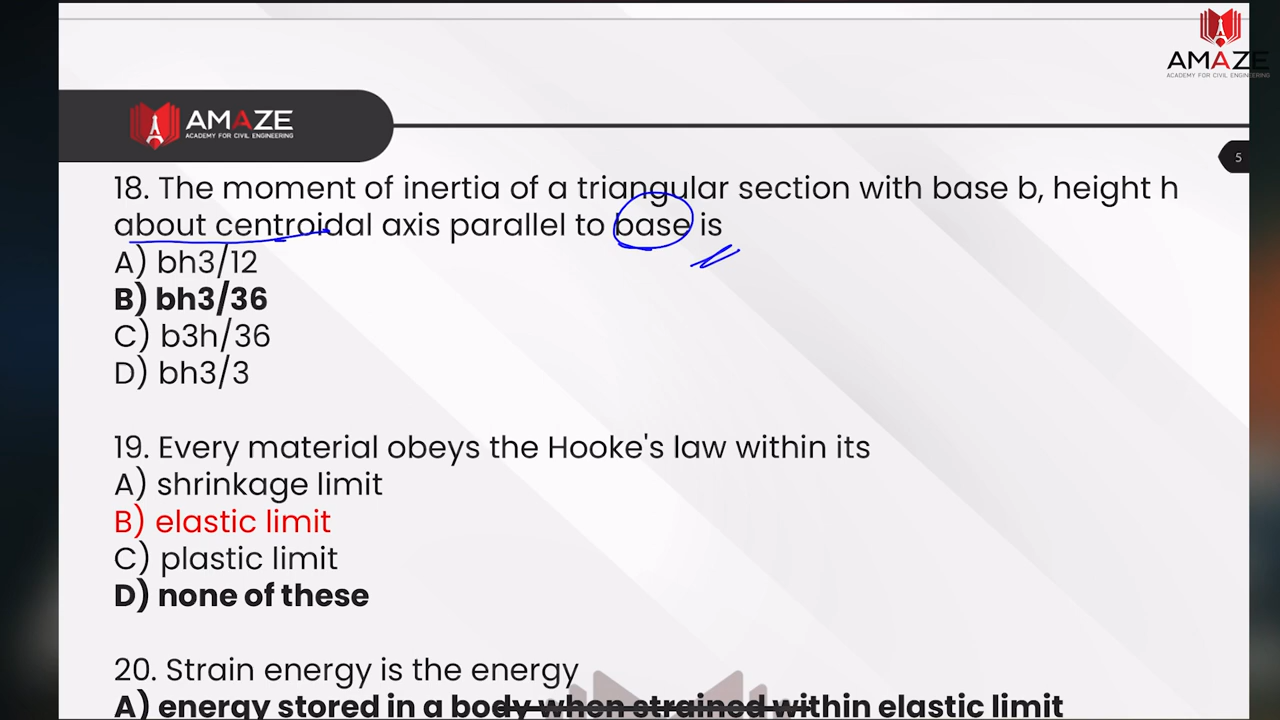 AMAZE
ACADEMY FOR CIVIL ENGINEERING
AMAZE
ACADEMY FOR CIVIL ENGINEERING
5
18. The moment of inertia of a triangular section with base b, height h
about centroidal axis parallel to base is
A) bh3/12
B) bh3/36
C) b3h/36
D) bh3/3
19. Every material obeys the Hooke's law within its
A) shrinkage limit
B) elastic limit
C) plastic limit
D) none of these
20. Strain energy is the energy
A) energy stored in a body when strained within elastic limit